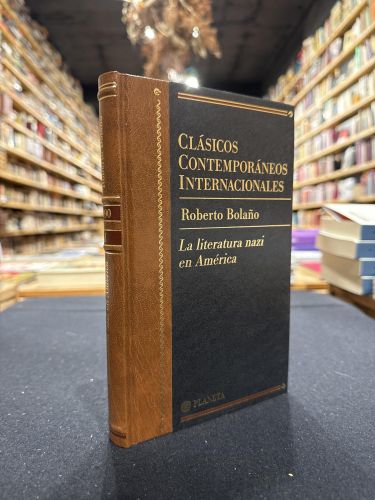 CLÁSICOS
CONTEMPORÁNEOS
INTERNACIONALES
Roberto Bolaño
La literatura nazi
en América
PLANETA